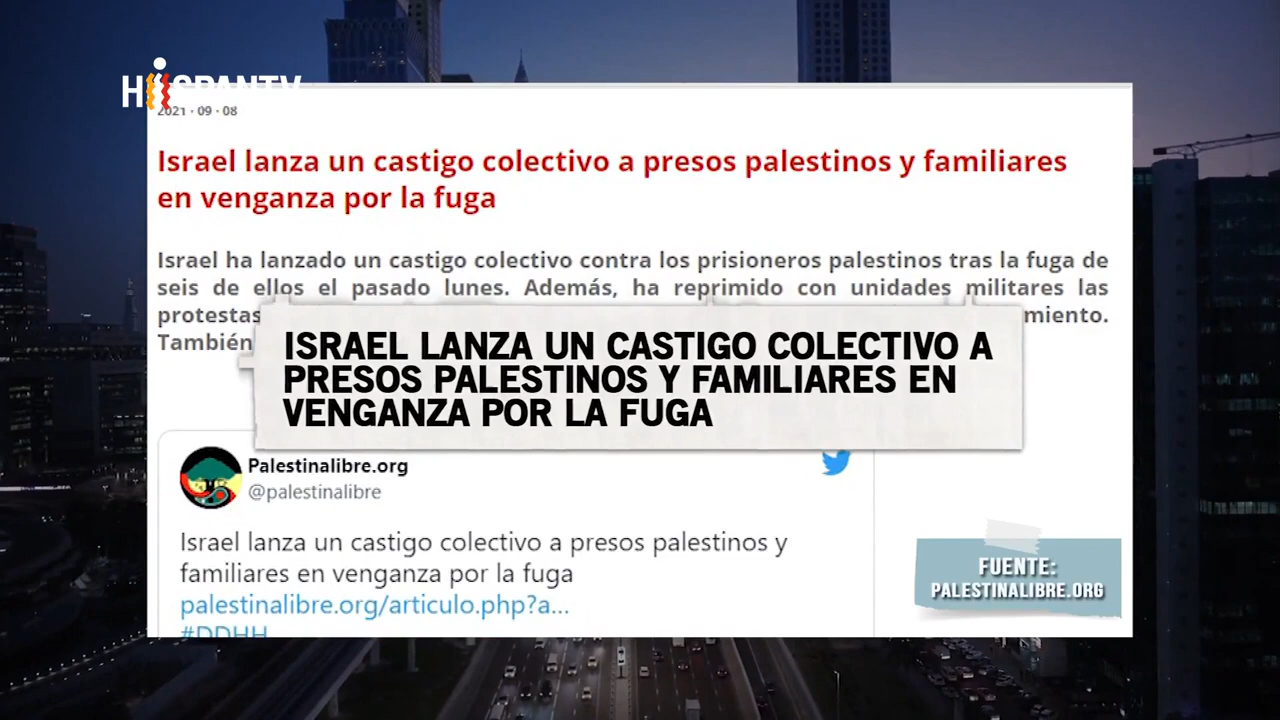 HISPANTV
2021 · 09 · 08
Israel lanza un castigo colectivo a presos palestinos y familiares
en venganza por la fuga
Israel ha lanzado un castigo colectivo contra los prisioneros palestinos tras la fuga de
seis de ellos el pasado lunes. Además, ha reprimido con unidades militares las
protestas miento.
También
ISRAEL LANZA UN CASTIGO COLECTIVO A
PRESOS PALESTINOS Y FAMILIARES EN
VENGANZA POR LA FUGA
Palestinalibre.org
@palestinalibre
Israel lanza un castigo colectivo a presos palestinos y
familiares en venganza por la fuga
palestinalibre.org/articulo.php?a...
#DDHH
FUENTE:
PALESTINALIBRE.ORG